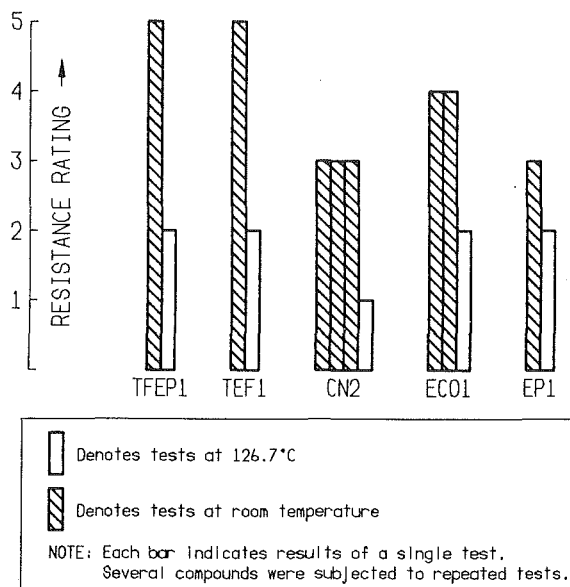 5
4
3
2
1
RESISTANCE RATING →
TFEP1 TEF1 CN2 ECO1 EP1
Denotes tests at 126.7°C
Denotes tests at room temperature
NOTE: Each bar indicates results of a single test.
Several compounds were subjected to repeated tests.